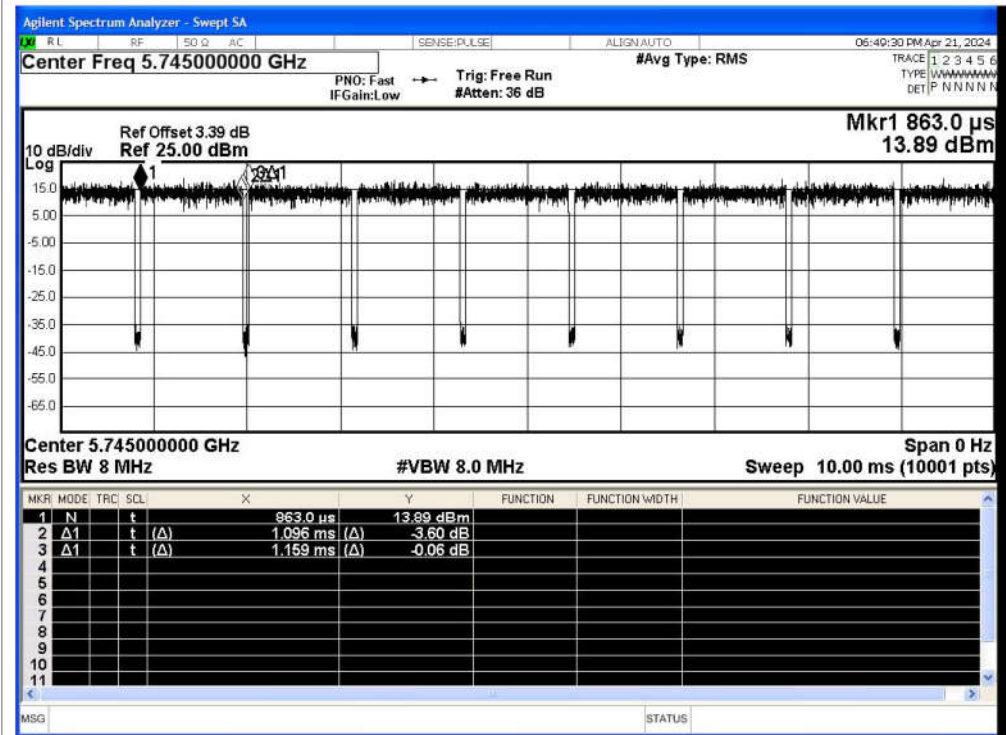 Agilent Spectrum Analyzer - Swept SA
LXI RL RF 50 Ω AC SENSE:PULSE ALIGNAUTO 06:49:30 PM Apr 21, 2024
Center Freq 5.745000000 GHz #Avg Type: RMS TRACE 1 2 3 4 5 6
PNO: Fast Trig: Free Run TYPE WWWWWW
IFGain:Low #Atten: 36 dB DET P N N N N N
Mkr1 863.0 µs
Ref Offset 3.39 dB
10 dB/div Ref 25.00 dBm 13.89 dBm
Log
1
15.0
5.00
-5.00
-15.0
-25.0
-35.0
-45.0
-55.0
-65.0
Center 5.745000000 GHz Span 0 Hz
Res BW 8 MHz #VBW 8.0 MHz Sweep 10.00 ms (10001 pts)
MKR MODE TRC SCL X Y FUNCTION FUNCTION WIDTH FUNCTION VALUE
1 N t 863.0 µs 13.89 dBm
2 Δ1 t (Δ) 1.096 ms (Δ) -3.60 dB
3 Δ1 t (Δ) 1.159 ms (Δ) -0.06 dB
4
5
6
7
8
9
10
11
MSG STATUS